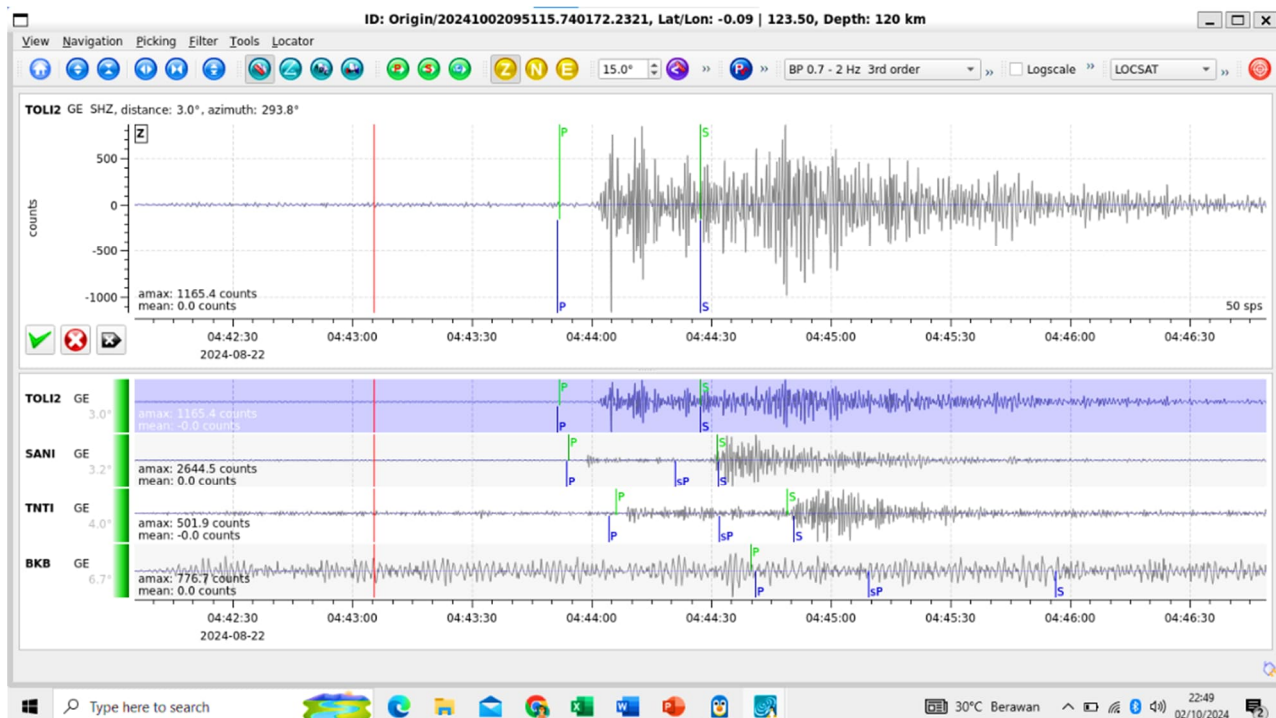 ID: Origin/20241002095115.740172.2321, Lat/Lon: -0.09 | 123.50, Depth: 120 km
View Navigation Picking Filter Tools Locator
P S Z N E 15.0° » P » BP 0.7 - 2 Hz 3rd order » Logscale » LOCSAT »
TOLI2 GE SHZ, distance: 3.0°, azimuth: 293.8°
Z
P S
500
0
counts
-500
-1000
amax: 1165.4 counts
mean: 0.0 counts
P S
50 sps
04:42:30 04:43:00 04:43:30 04:44:00 04:44:30 04:45:00 04:45:30 04:46:00 04:46:30
2024-08-22
TOLI2 GE
3.0°
P S
amax: 1165.4 counts
mean: -0.0 counts
P S
SANI GE
3.2°
P S
amax: 2644.5 counts
mean: 0.0 counts
P sP S
TNTI GE
4.0°
P S
amax: 501.9 counts
mean: -0.0 counts
P sP S
BKB GE
6.7°
P
amax: 776.7 counts
mean: 0.0 counts
P sP S
04:42:30 04:43:00 04:43:30 04:44:00 04:44:30 04:45:00 04:45:30 04:46:00 04:46:30
2024-08-22
Type here to search
30°C Berawan
22:49
02/10/2024
2